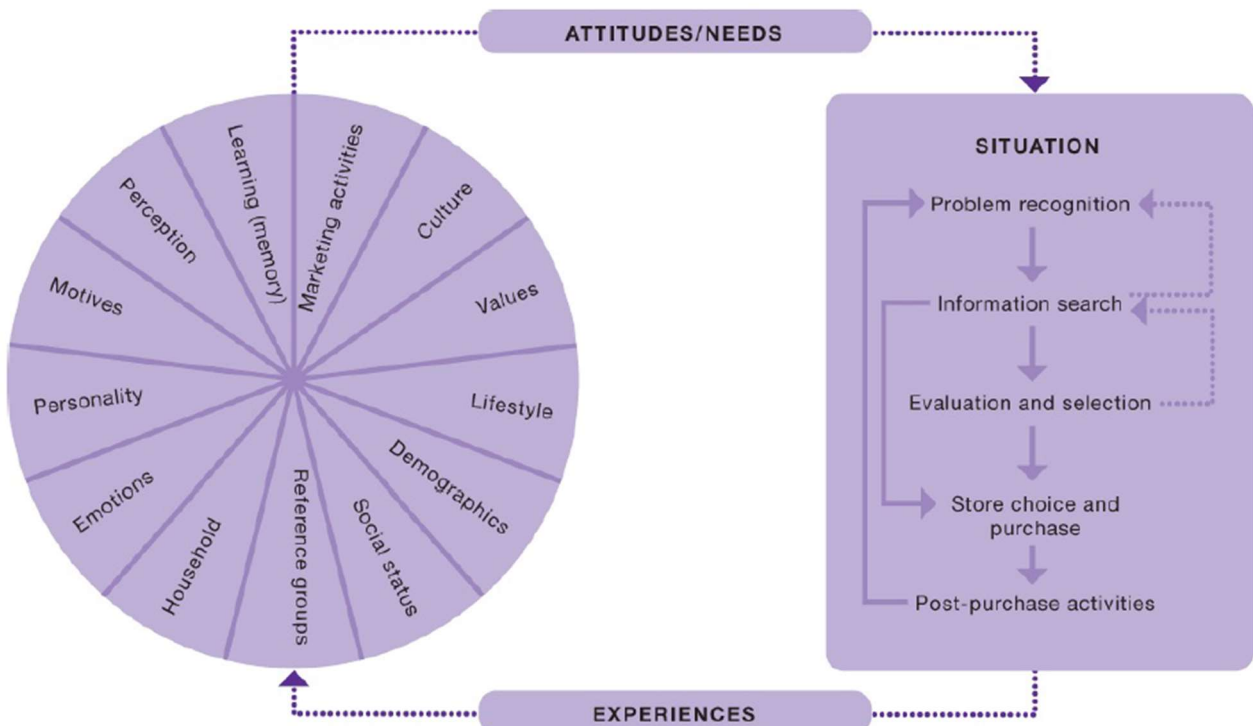 ATTITUDES/NEEDS
Learning (memory)
Marketing activities
Perception
Culture
Motives
Values
Personality
Lifestyle
Emotions
Demographics
Household
Reference groups
Social status
SITUATION
Problem recognition
Information search
Evaluation and selection
Store choice and
purchase
Post-purchase activities
EXPERIENCES